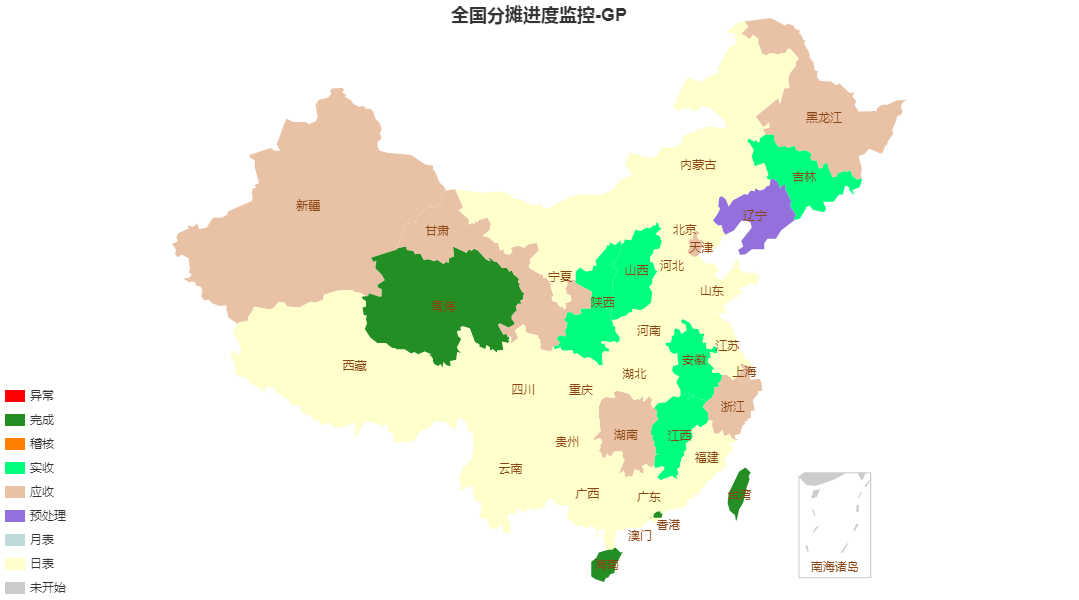 全国分摊进度监控-GP
黑龙江
内蒙古
吉林
新疆
辽宁
甘肃
北京
天津
河北
山西
宁夏
山东
陕西
青海
河南
江苏
安徽
西藏
上海
湖北
四川
重庆
浙江
湖南
江西
贵州
福建
云南
广西
广东
台湾
香港
澳门
海南
南海诸岛
异常
完成
稽核
实收
应收
预处理
月表
日表
未开始